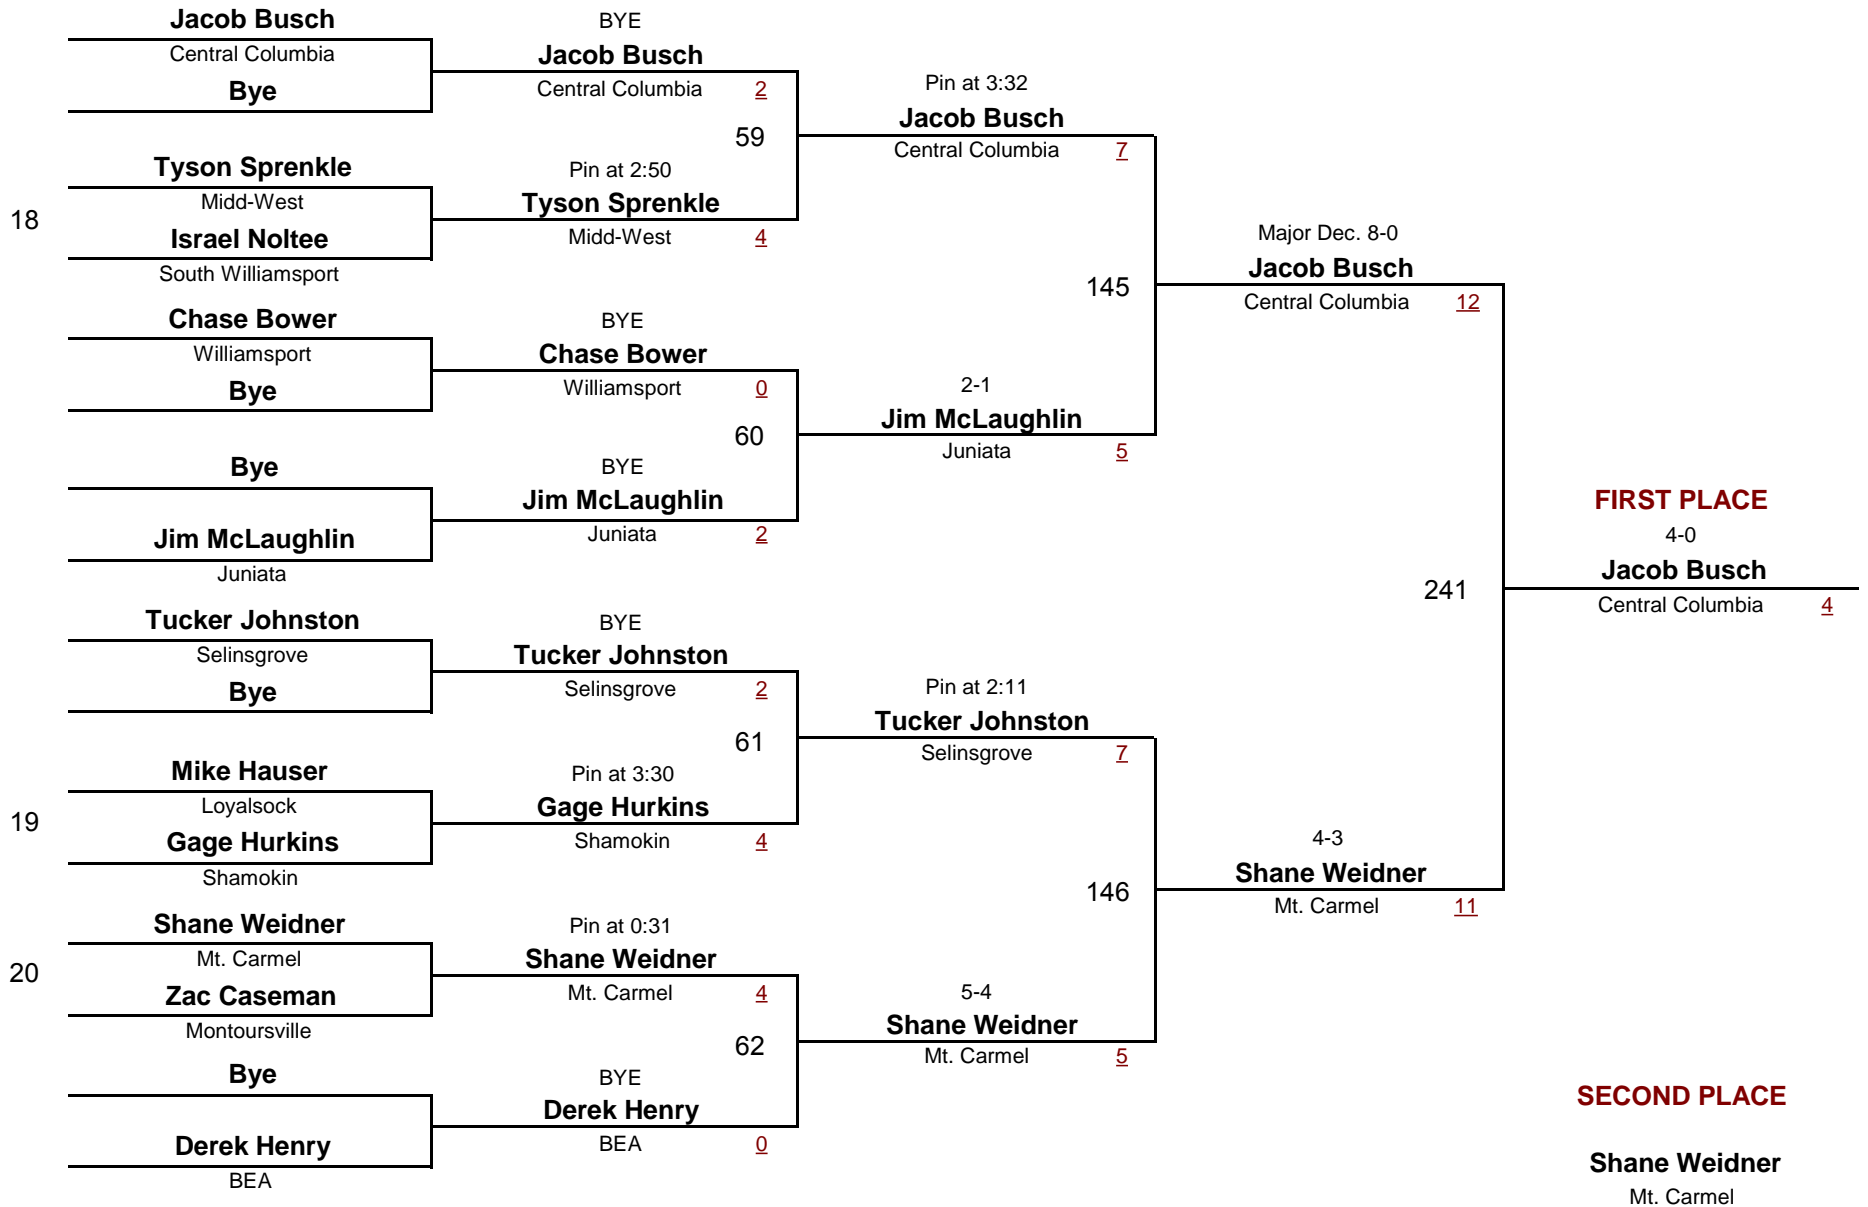 Jacob Busch
Central Columbia
Bye
18
Tyson Sprenkle
Midd-West
Israel Noltee
South Williamsport
Chase Bower
Williamsport
Bye
Bye
Jim McLaughlin
Juniata
Tucker Johnston
Selinsgrove
Bye
19
Mike Hauser
Loyalsock
Gage Hurkins
Shamokin
20
Shane Weidner
Mt. Carmel
Zac Caseman
Montoursville
Bye
Derek Henry
BEA
BYE
Jacob Busch
Central Columbia 2
59
Pin at 2:50
Tyson Sprenkle
Midd-West 4
BYE
Chase Bower
Williamsport 0
60
BYE
Jim McLaughlin
Juniata 2
BYE
Tucker Johnston
Selinsgrove 2
61
Pin at 3:30
Gage Hurkins
Shamokin 4
Pin at 0:31
Shane Weidner
Mt. Carmel 4
62
BYE
Derek Henry
BEA 0
Pin at 3:32
Jacob Busch
Central Columbia 7
145
2-1
Jim McLaughlin
Juniata 5
Pin at 2:11
Tucker Johnston
Selinsgrove 7
146
5-4
Shane Weidner
Mt. Carmel 5
Major Dec. 8-0
Jacob Busch
Central Columbia 12
241
4-3
Shane Weidner
Mt. Carmel 11
FIRST PLACE
4-0
Jacob Busch
Central Columbia 4
SECOND PLACE
Shane Weidner
Mt. Carmel